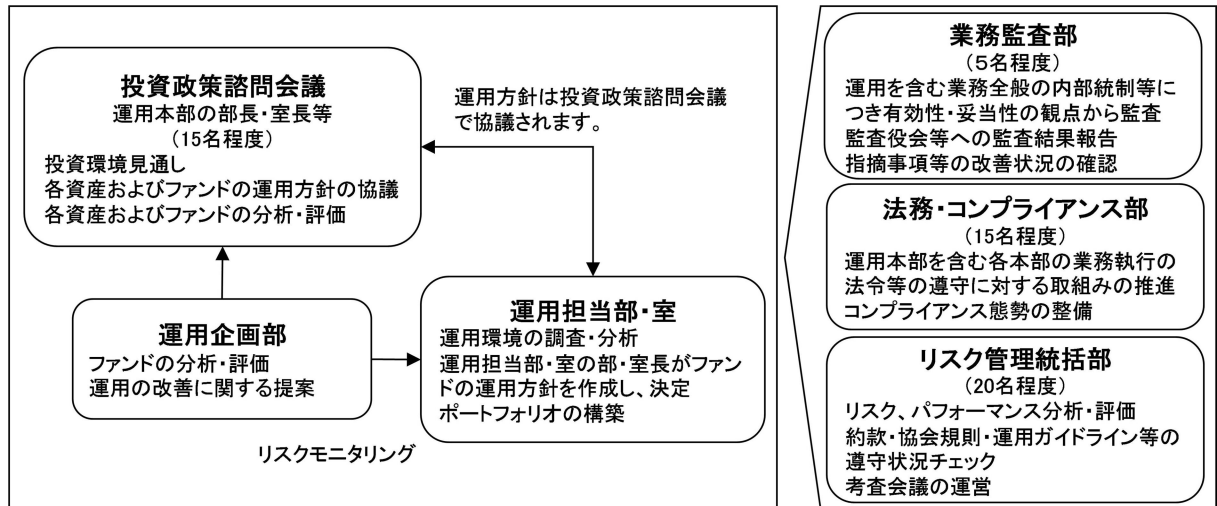 投資政策諮問会議
運用本部の部長・室長等
(15名程度)
投資環境見通し
各資産およびファンドの運用方針の協議
各資産およびファンドの分析・評価
運用方針は投資政策諮問会議
で協議されます。
運用企画部
ファンドの分析・評価
運用の改善に関する提案
運用担当部・室
運用環境の調査・分析
運用担当部・室の部・室長がファン
ドの運用方針を作成し、決定
ポートフォリオの構築
リスクモニタリング
業務監査部
(5名程度)
運用を含む業務全般の内部統制等に
つき有効性・妥当性の観点から監査
監査役会等への監査結果報告
指摘事項等の改善状況の確認
法務・コンプライアンス部
(15名程度)
運用本部を含む各本部の業務執行の
法令等の遵守に対する取組みの推進
コンプライアンス態勢の整備
リスク管理統括部
(20名程度)
リスク、パフォーマンス分析・評価
約款・協会規則・運用ガイドライン等の
遵守状況チェック
考査会議の運営